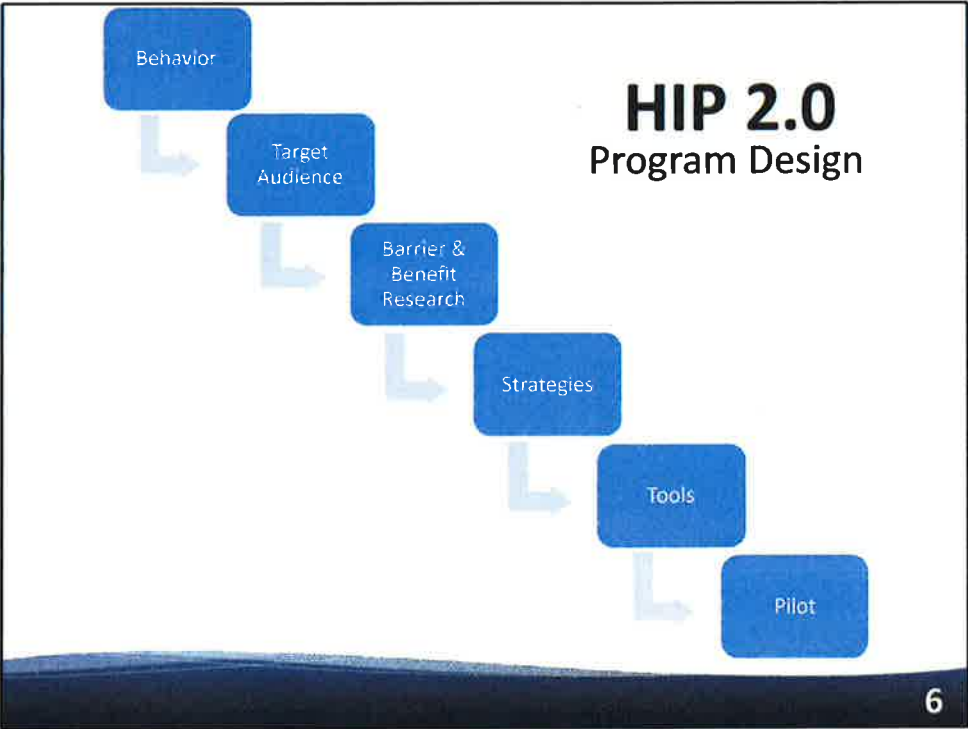 Behavior
HIP 2.0
Program Design
Target
Audience
Barrier &
Benefit
Research
Strategies
Tools
Pilot
6